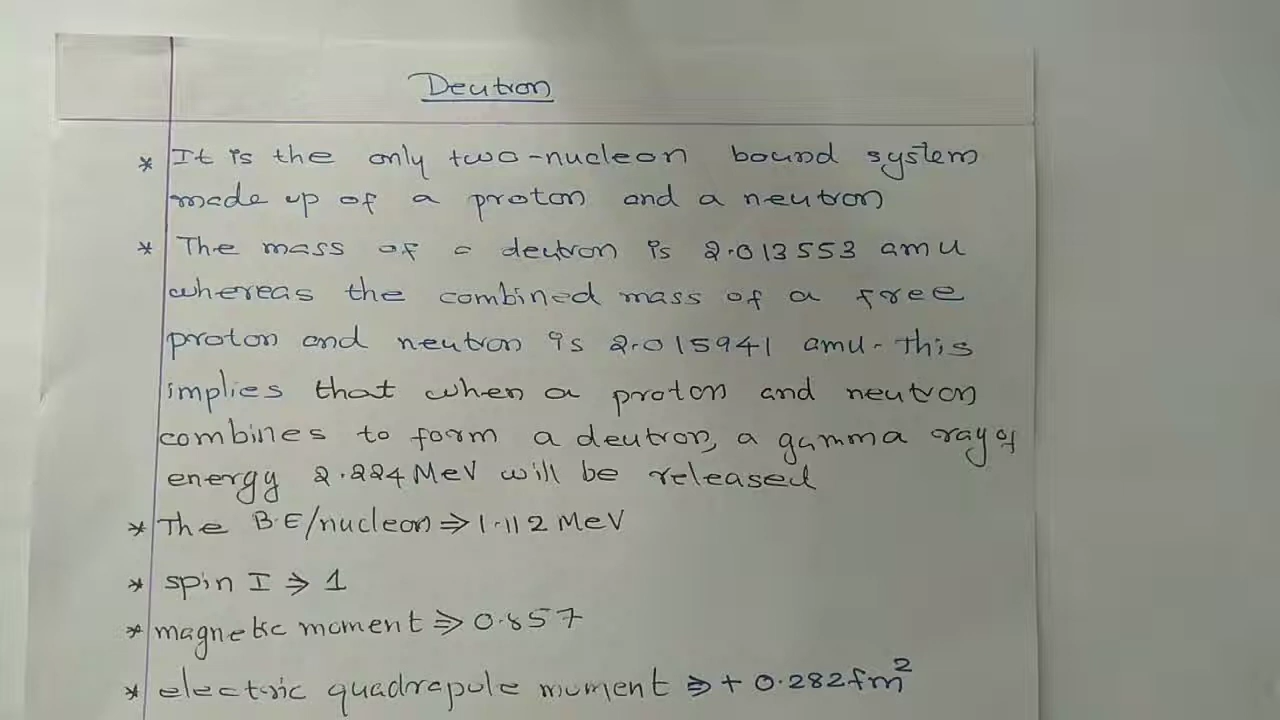 Deutron
* It is the only two-nucleon bound system
made up of a proton and a neutron
* The mass of a deutron is 2.013553 amu
whereas the combined mass of a free
proton and neutron is 2.015941 amu. This
implies that when a proton and neutron
combines to form a deutron, a gamma ray of
energy 2.224 MeV will be released
* The B.E/nucleon ⇒ 1.112 MeV
* spin I ⇒ 1
* magnetic moment ⇒ 0.857
* electric quadrapole moment ⇒ + 0.282 fm²